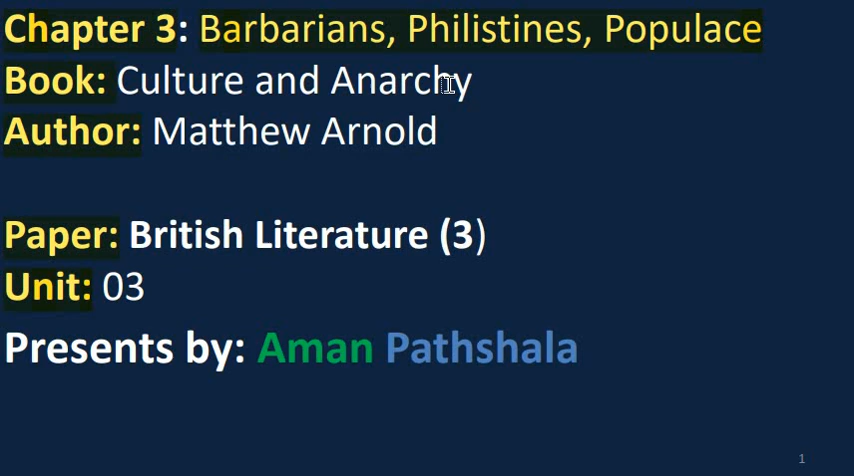 Chapter 3: Barbarians, Philistines, Populace
Book: Culture and Anarchy
Author: Matthew Arnold
Paper: British Literature (3)
Unit: 03
Presents by: Aman Pathshala
1